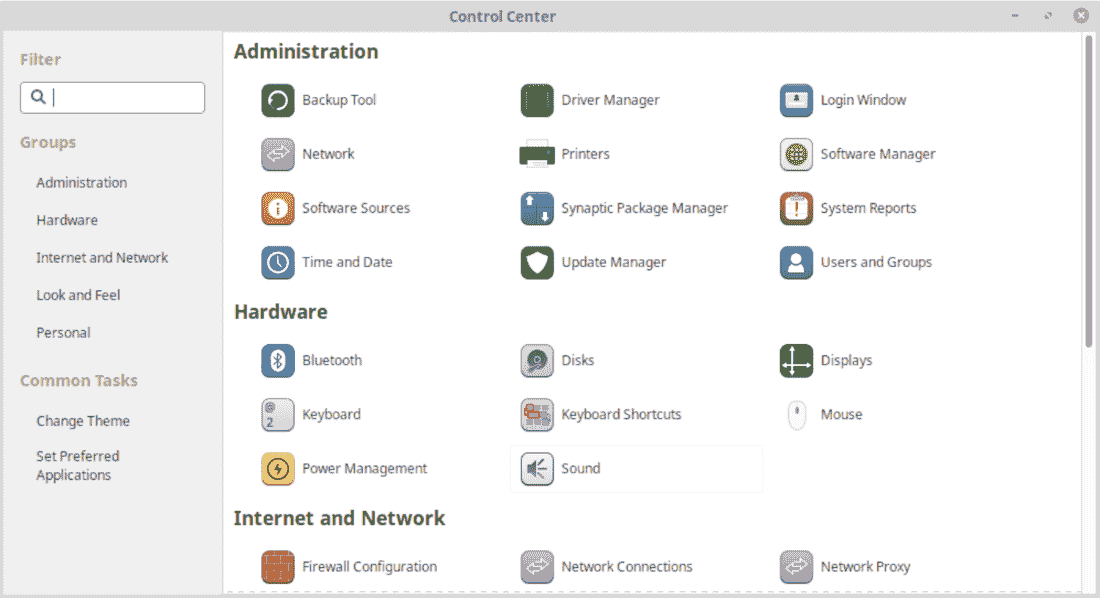 Control Center
Filter
Groups
Administration
Hardware
Internet and Network
Look and Feel
Personal
Common Tasks
Change Theme
Set Preferred
Applications
Administration
Backup Tool
Driver Manager
Login Window
Network
Printers
Software Manager
Software Sources
Synaptic Package Manager
System Reports
Time and Date
Update Manager
Users and Groups
Hardware
Bluetooth
Disks
Displays
@
2
Keyboard
Keyboard Shortcuts
Mouse
Power Management
Sound
Internet and Network
Firewall Configuration
Network Connections
Network Proxy